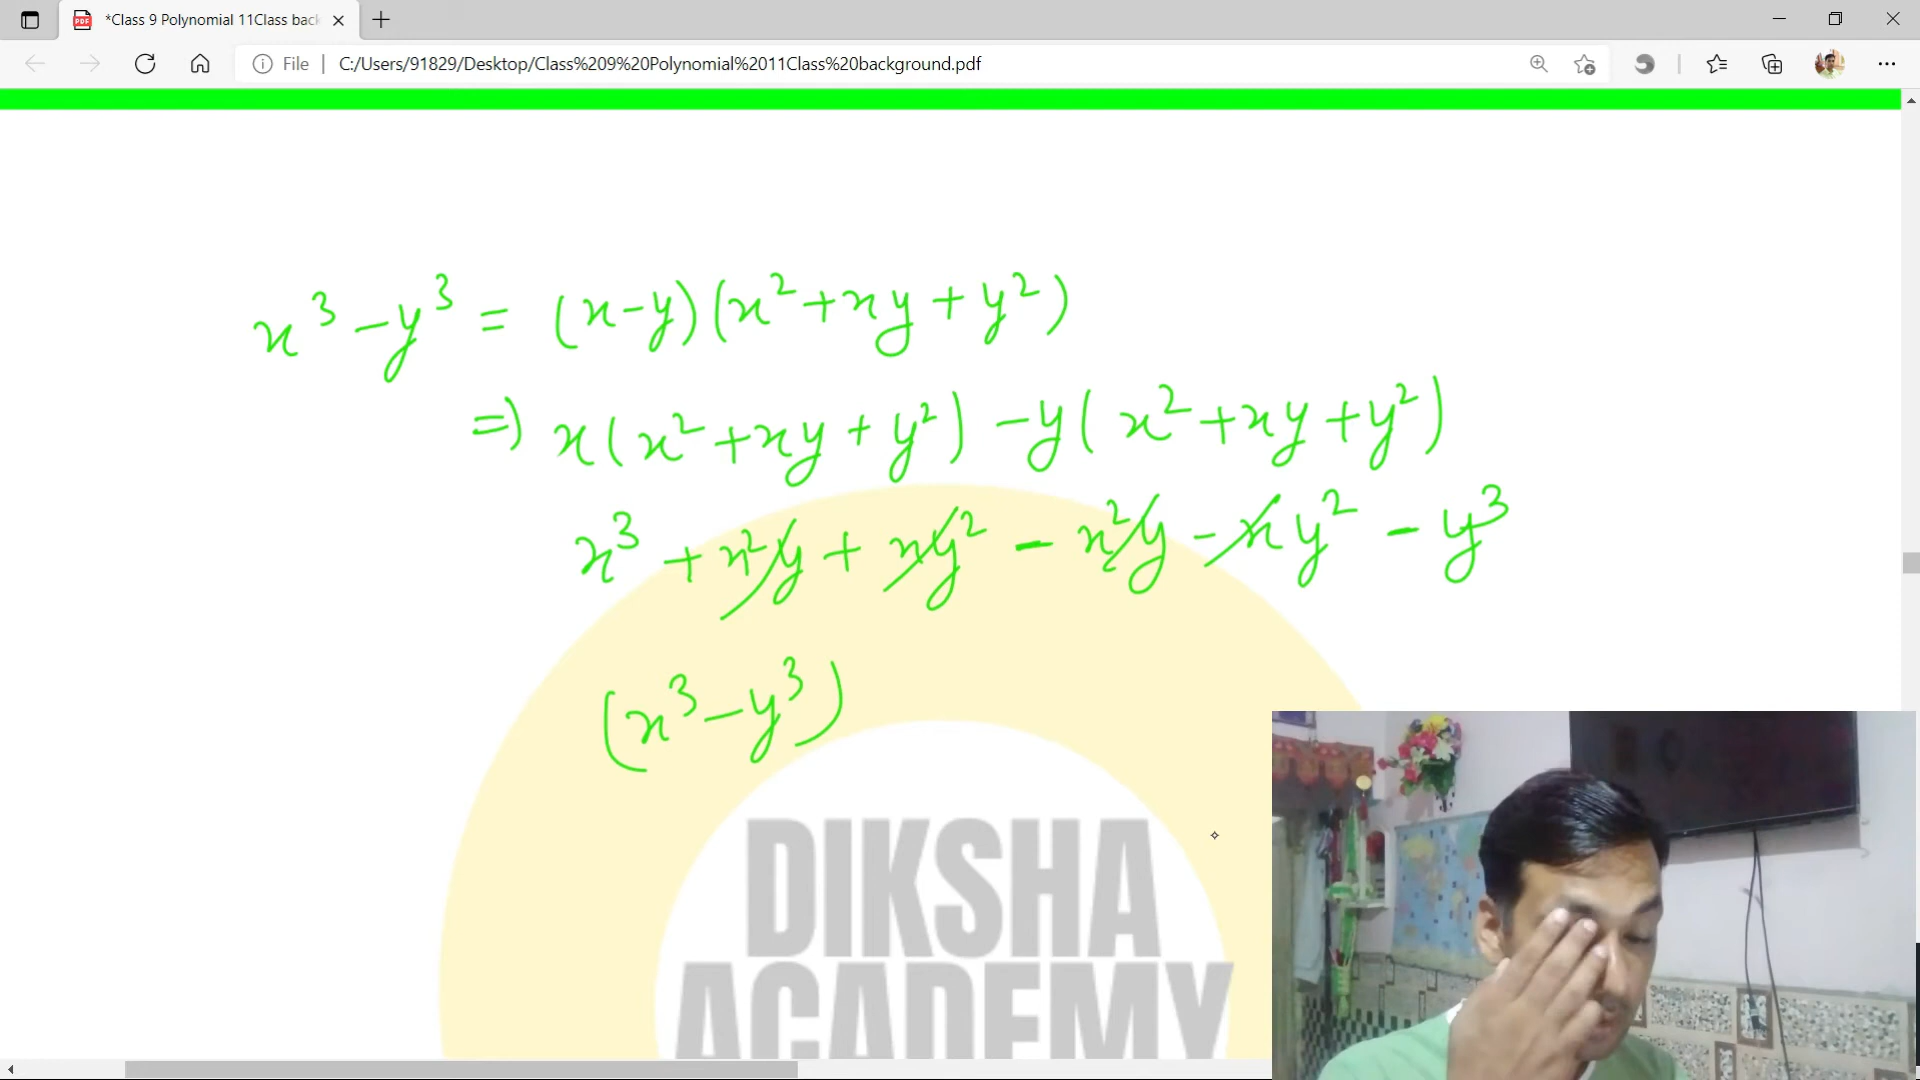 *Class 9 Polynomial 11Class back
File
C:/Users/91829/Desktop/Class%209%20Polynomial%2011Class%20background.pdf
x³ - y³ = (x-y)(x² + xy + y²)
=) x(x² + xy + y²) - y(x² + xy + y²)
x³ + x²y + xy² - x²y - xy² - y³
(x³ - y³)
DIKSHA
ACADEMY